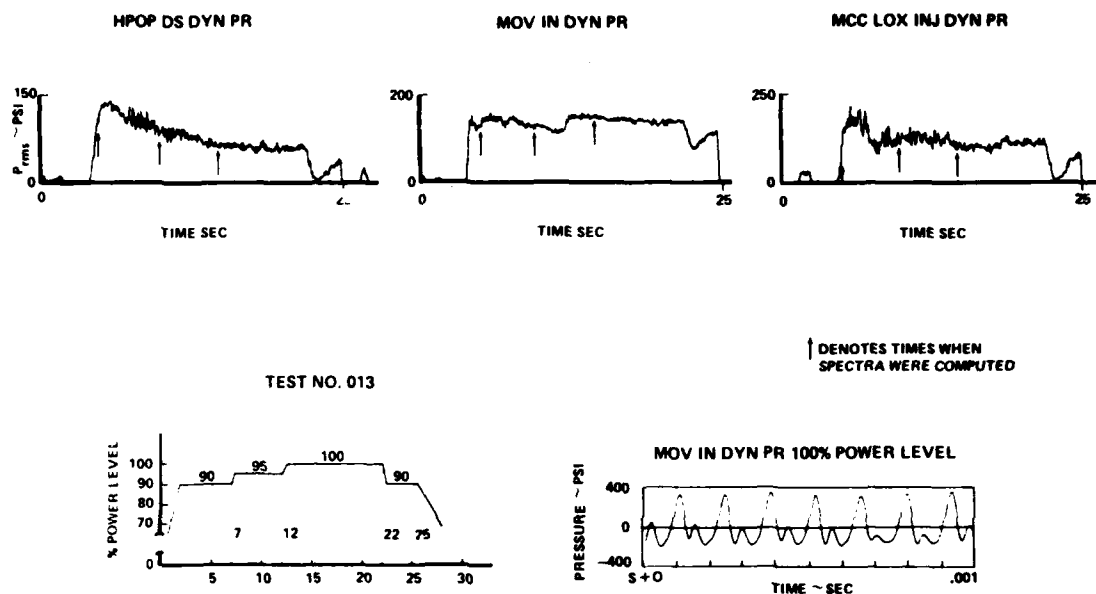 HPOP DS DYN PR
MOV IN DYN PR
MCC LOX INJ DYN PR
150
Prms ~ PSI
0
0
TIME SEC
200
0
0
25
TIME SEC
250
0
0
25
TIME SEC
↑ DENOTES TIMES WHEN
SPECTRA WERE COMPUTED
TEST NO. 013
% POWER LEVEL
100
90
80
70
0
90
95
100
90
7
12
22
25
5
10
15
20
25
30
MOV IN DYN PR 100% POWER LEVEL
PRESSURE ~ PSI
400
0
-400
S + O
.001
TIME ~ SEC